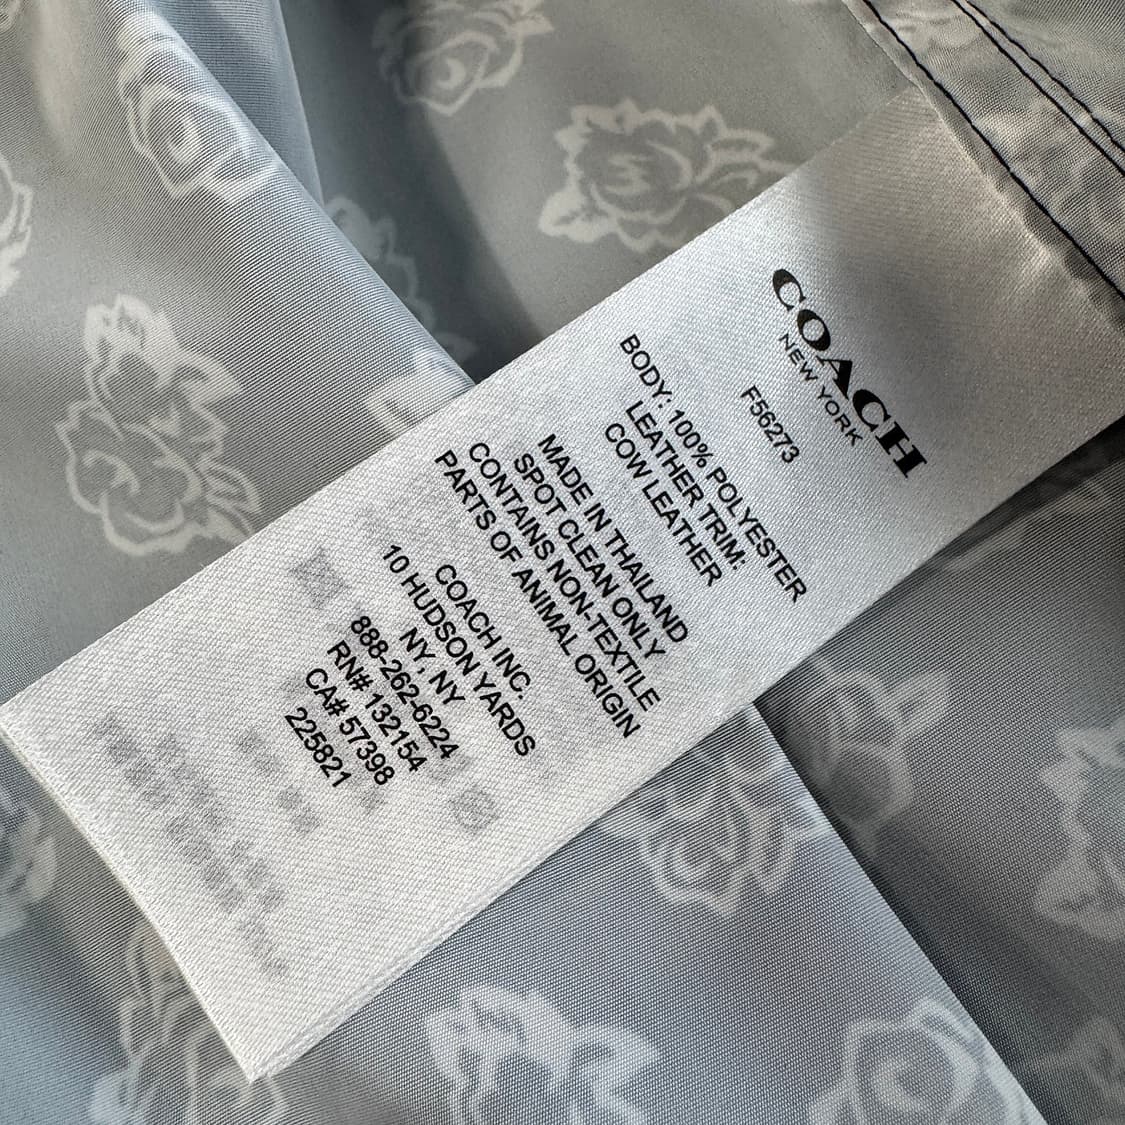 COACH
NEW YORK
F56273
BODY: 100% POLYESTER
LEATHER TRIM:
COW LEATHER
MADE IN THAILAND
SPOT CLEAN ONLY
CONTAINS NON-TEXTILE
PARTS OF ANIMAL ORIGIN
COACH INC.
10 HUDSON YARDS
NY, NY
888-262-6224
RN# 132154
CA# 57398
225821